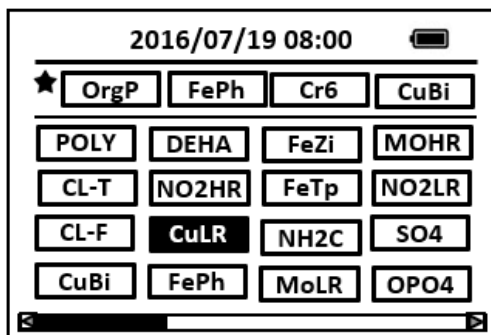 2016/07/19 08:00
OrgP FePh Cr6 CuBi
POLY DEHA FeZi MOHR
CL-T NO2HR FeTp NO2LR
CL-F CuLR NH2C SO4
CuBi FePh MoLR OPO4